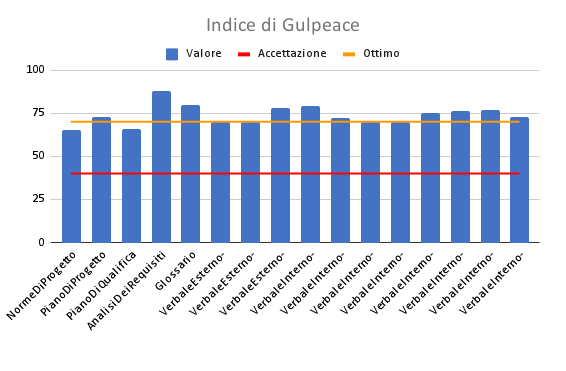 Indice di Gulpeace
Valore Accettazione Ottimo
100
75
50
25
0
NormeDiProgetto
PianoDiProgetto
PianoDiQualifica
AnalisiDeiRequisiti
Glossario
VerbaleEsterno-
VerbaleEsterno-
VerbaleEsterno-
VerbaleInterno-
VerbaleInterno-
VerbaleInterno-
VerbaleInterno-
VerbaleInterno-
VerbaleInterno-
VerbaleInterno-
VerbaleInterno-